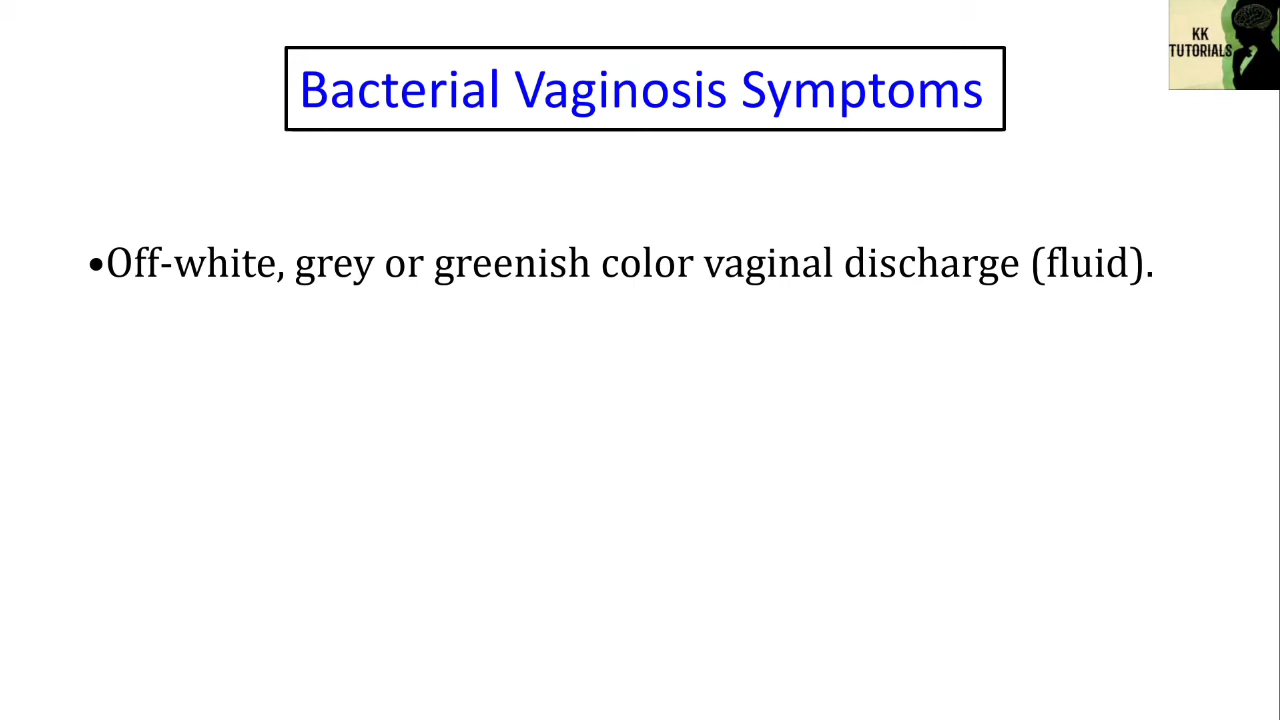 KK
TUTORIALS
Bacterial Vaginosis Symptoms
•Off-white, grey or greenish color vaginal discharge (fluid).